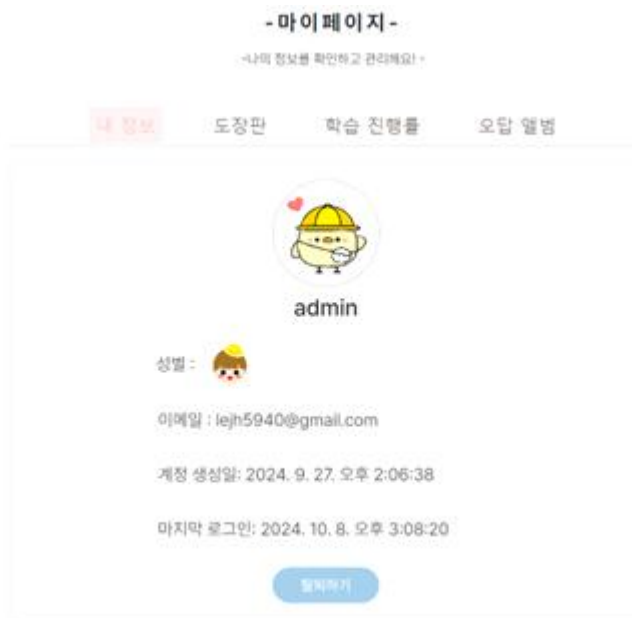 -마이페이지-
-나의 정보를 확인하고 관리해요! -
내 정보 도장판 학습 진행률 오답 앨범
admin
성별 :
이메일 : lejh5940@gmail.com
계정 생성일: 2024. 9. 27. 오후 2:06:38
마지막 로그인: 2024. 10. 8. 오후 3:08:20
탈퇴하기